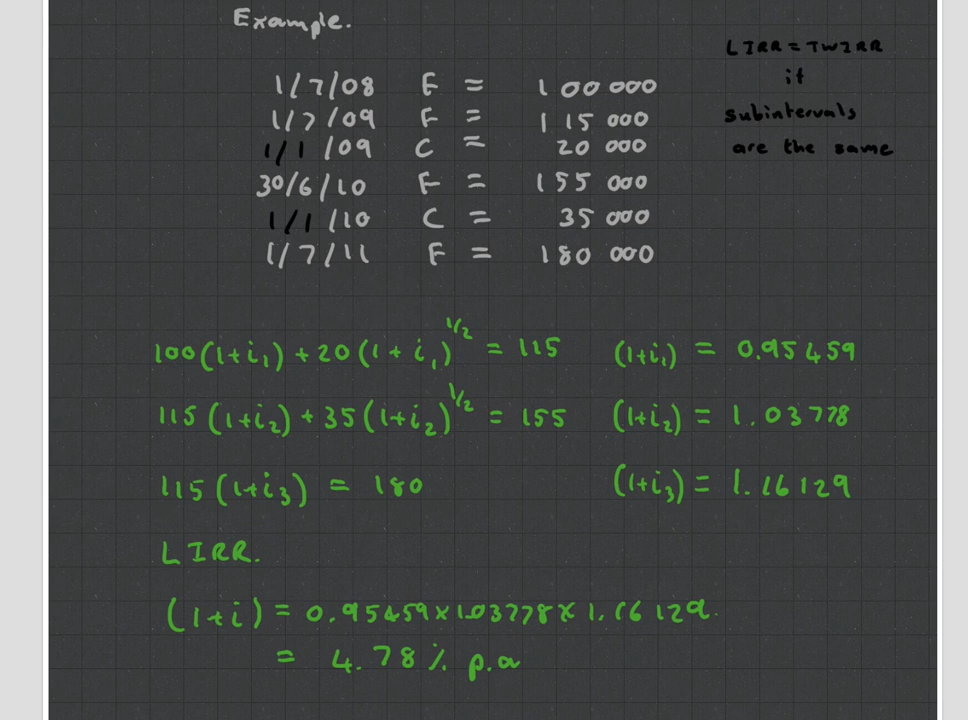 Example.
1/7/08 F = 100 000
1/7/09 F = 115 000
1/1/09 C = 20 000
30/6/10 F = 155 000
1/1/10 C = 35 000
1/7/11 F = 180 000
LIRR = TWIRR
if
subintervals
are the same
100(1+i₁) + 20(1+i₁)^1/2 = 115 (1+i₁) = 0.95459
115(1+i₂) + 35(1+i₂)^1/2 = 155 (1+i₂) = 1.03778
115(1+i₃) = 180 (1+i₃) = 1.16129
LIRR.
(1+i) = 0.95459×1.03778×1.16129.
= 4.78% p.a